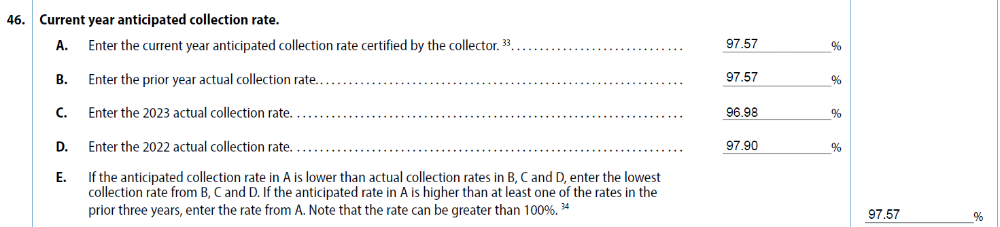 46. Current year anticipated collection rate.
A. Enter the current year anticipated collection rate certified by the collector. 33.............................. 97.57 %
B. Enter the prior year actual collection rate................................................................ 97.57 %
C. Enter the 2023 actual collection rate. ................................................................... 96.98 %
D. Enter the 2022 actual collection rate. ................................................................... 97.90 %
E. If the anticipated collection rate in A is lower than actual collection rates in B, C and D, enter the lowest
collection rate from B, C and D. If the anticipated rate in A is higher than at least one of the rates in the
prior three years, enter the rate from A. Note that the rate can be greater than 100%. 34 97.57 %